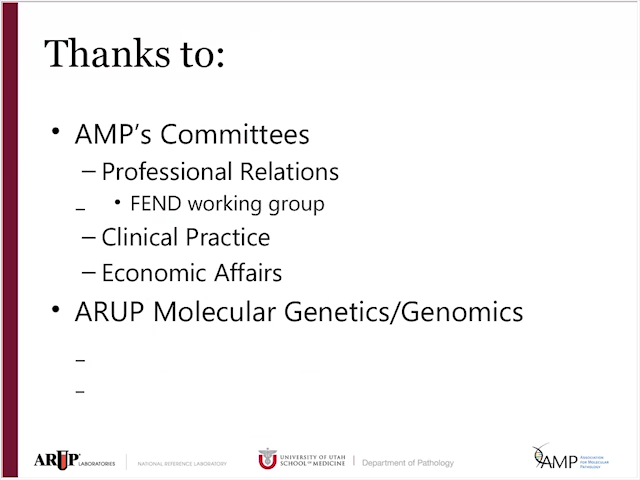 Thanks to:
• AMP's Committees
– Professional Relations
– • FEND working group
– Clinical Practice
– Economic Affairs
• ARUP Molecular Genetics/Genomics
–
–
ARUP LABORATORIES | NATIONAL REFERENCE LABORATORY
UNIVERSITY OF UTAH
SCHOOL OF MEDICINE | Department of Pathology
AMP
ASSOCIATION
FOR MOLECULAR
PATHOLOGY